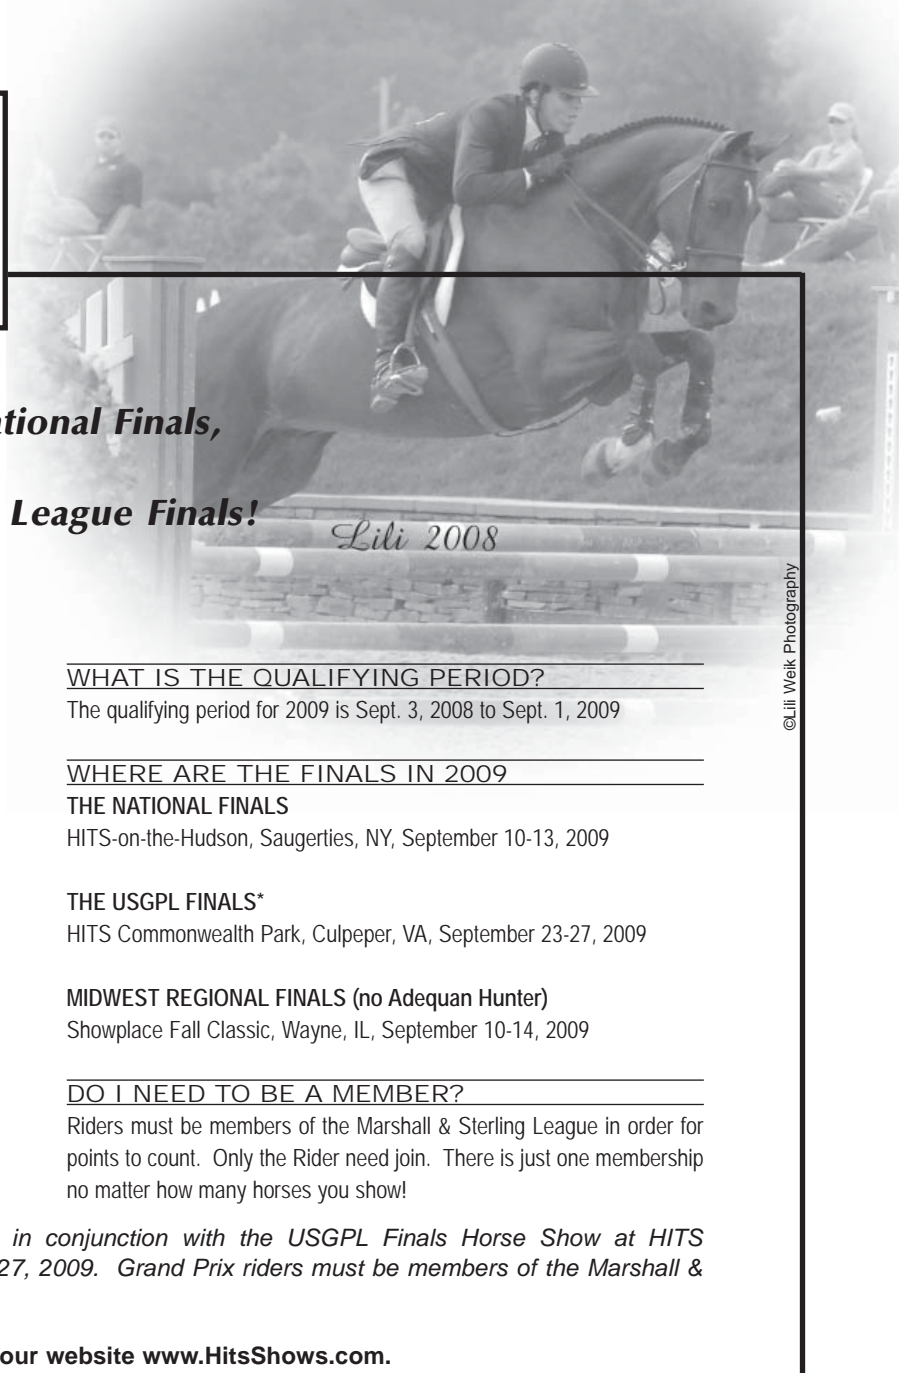 tional Finals,
League Finals!
Lili 2008
©Lili Weik Photography
WHAT IS THE QUALIFYING PERIOD?
The qualifying period for 2009 is Sept. 3, 2008 to Sept. 1, 2009
WHERE ARE THE FINALS IN 2009
THE NATIONAL FINALS
HITS-on-the-Hudson, Saugerties, NY, September 10-13, 2009
THE USGPL FINALS*
HITS Commonwealth Park, Culpeper, VA, September 23-27, 2009
MIDWEST REGIONAL FINALS (no Adequan Hunter)
Showplace Fall Classic, Wayne, IL, September 10-14, 2009
DO I NEED TO BE A MEMBER?
Riders must be members of the Marshall & Sterling League in order for
points to count. Only the Rider need join. There is just one membership
no matter how many horses you show!
in conjunction with the USGPL Finals Horse Show at HITS
27, 2009. Grand Prix riders must be members of the Marshall &
our website www.HitsShows.com.